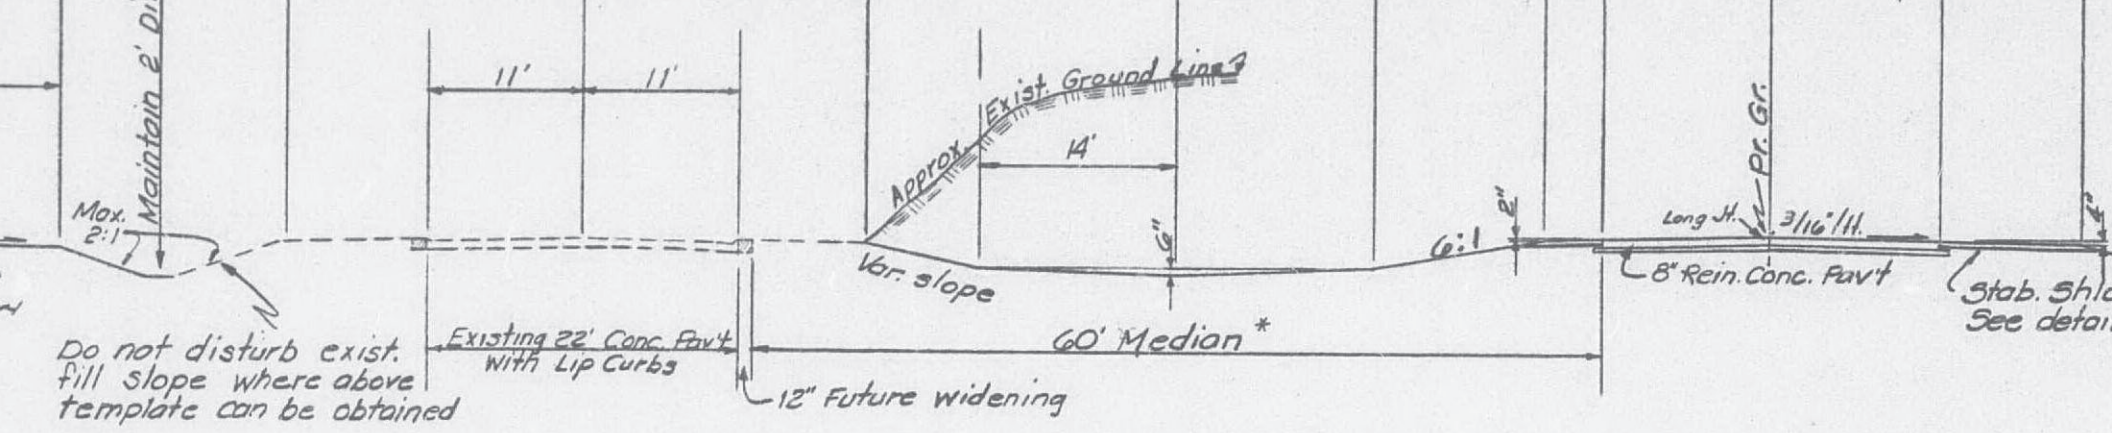 Maintain 2' Di
11'
11'
Approx. Exist. Ground Line
14'
Max.
2:1
6"
Var. slope
6:1
2"
Pr. Gr.
Long Jt.
3/16"/ft.
8" Rein. Conc. Pav't
Stab. Shld
See detai
Do not disturb exist.
fill slope where above
template can be obtained
Existing 22' Conc. Pav't
with Lip Curbs
60' Median *
12" Future widening